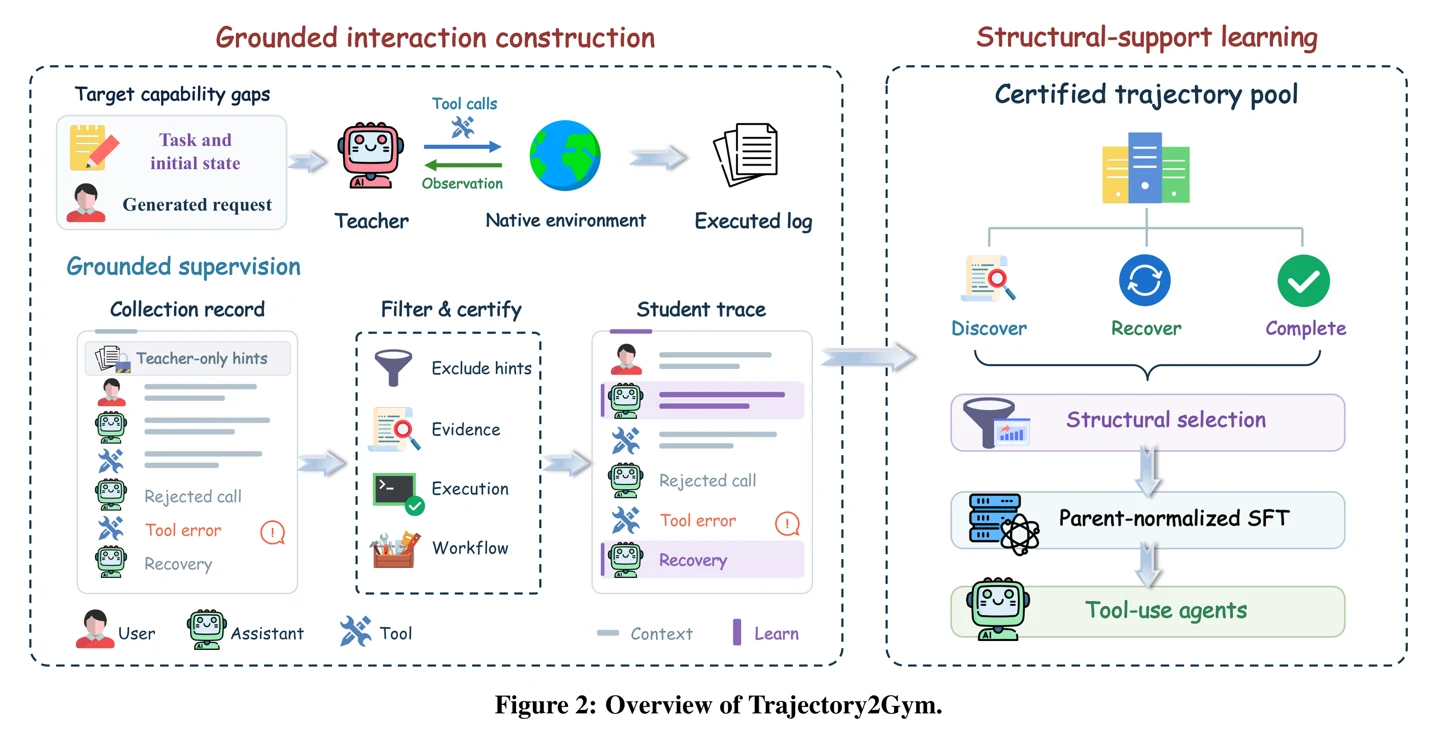 Grounded interaction construction
Target capability gaps
Task and
initial state
Generated request
Teacher
Tool calls
Observation
AI
Native environment
Executed log
Grounded supervision
Collection record
Teacher-only hints
Rejected call
Tool error
!
Recovery
Filter & certify
Exclude hints
Evidence
Execution
Workflow
Student trace
Rejected call
Tool error
!
Recovery
User
Assistant
AI
Tool
Context
Learn
Structural-support learning
Certified trajectory pool
Discover
Recover
Complete
Structural selection
Parent-normalized SFT
Tool-use agents
AI
Figure 2: Overview of Trajectory2Gym.